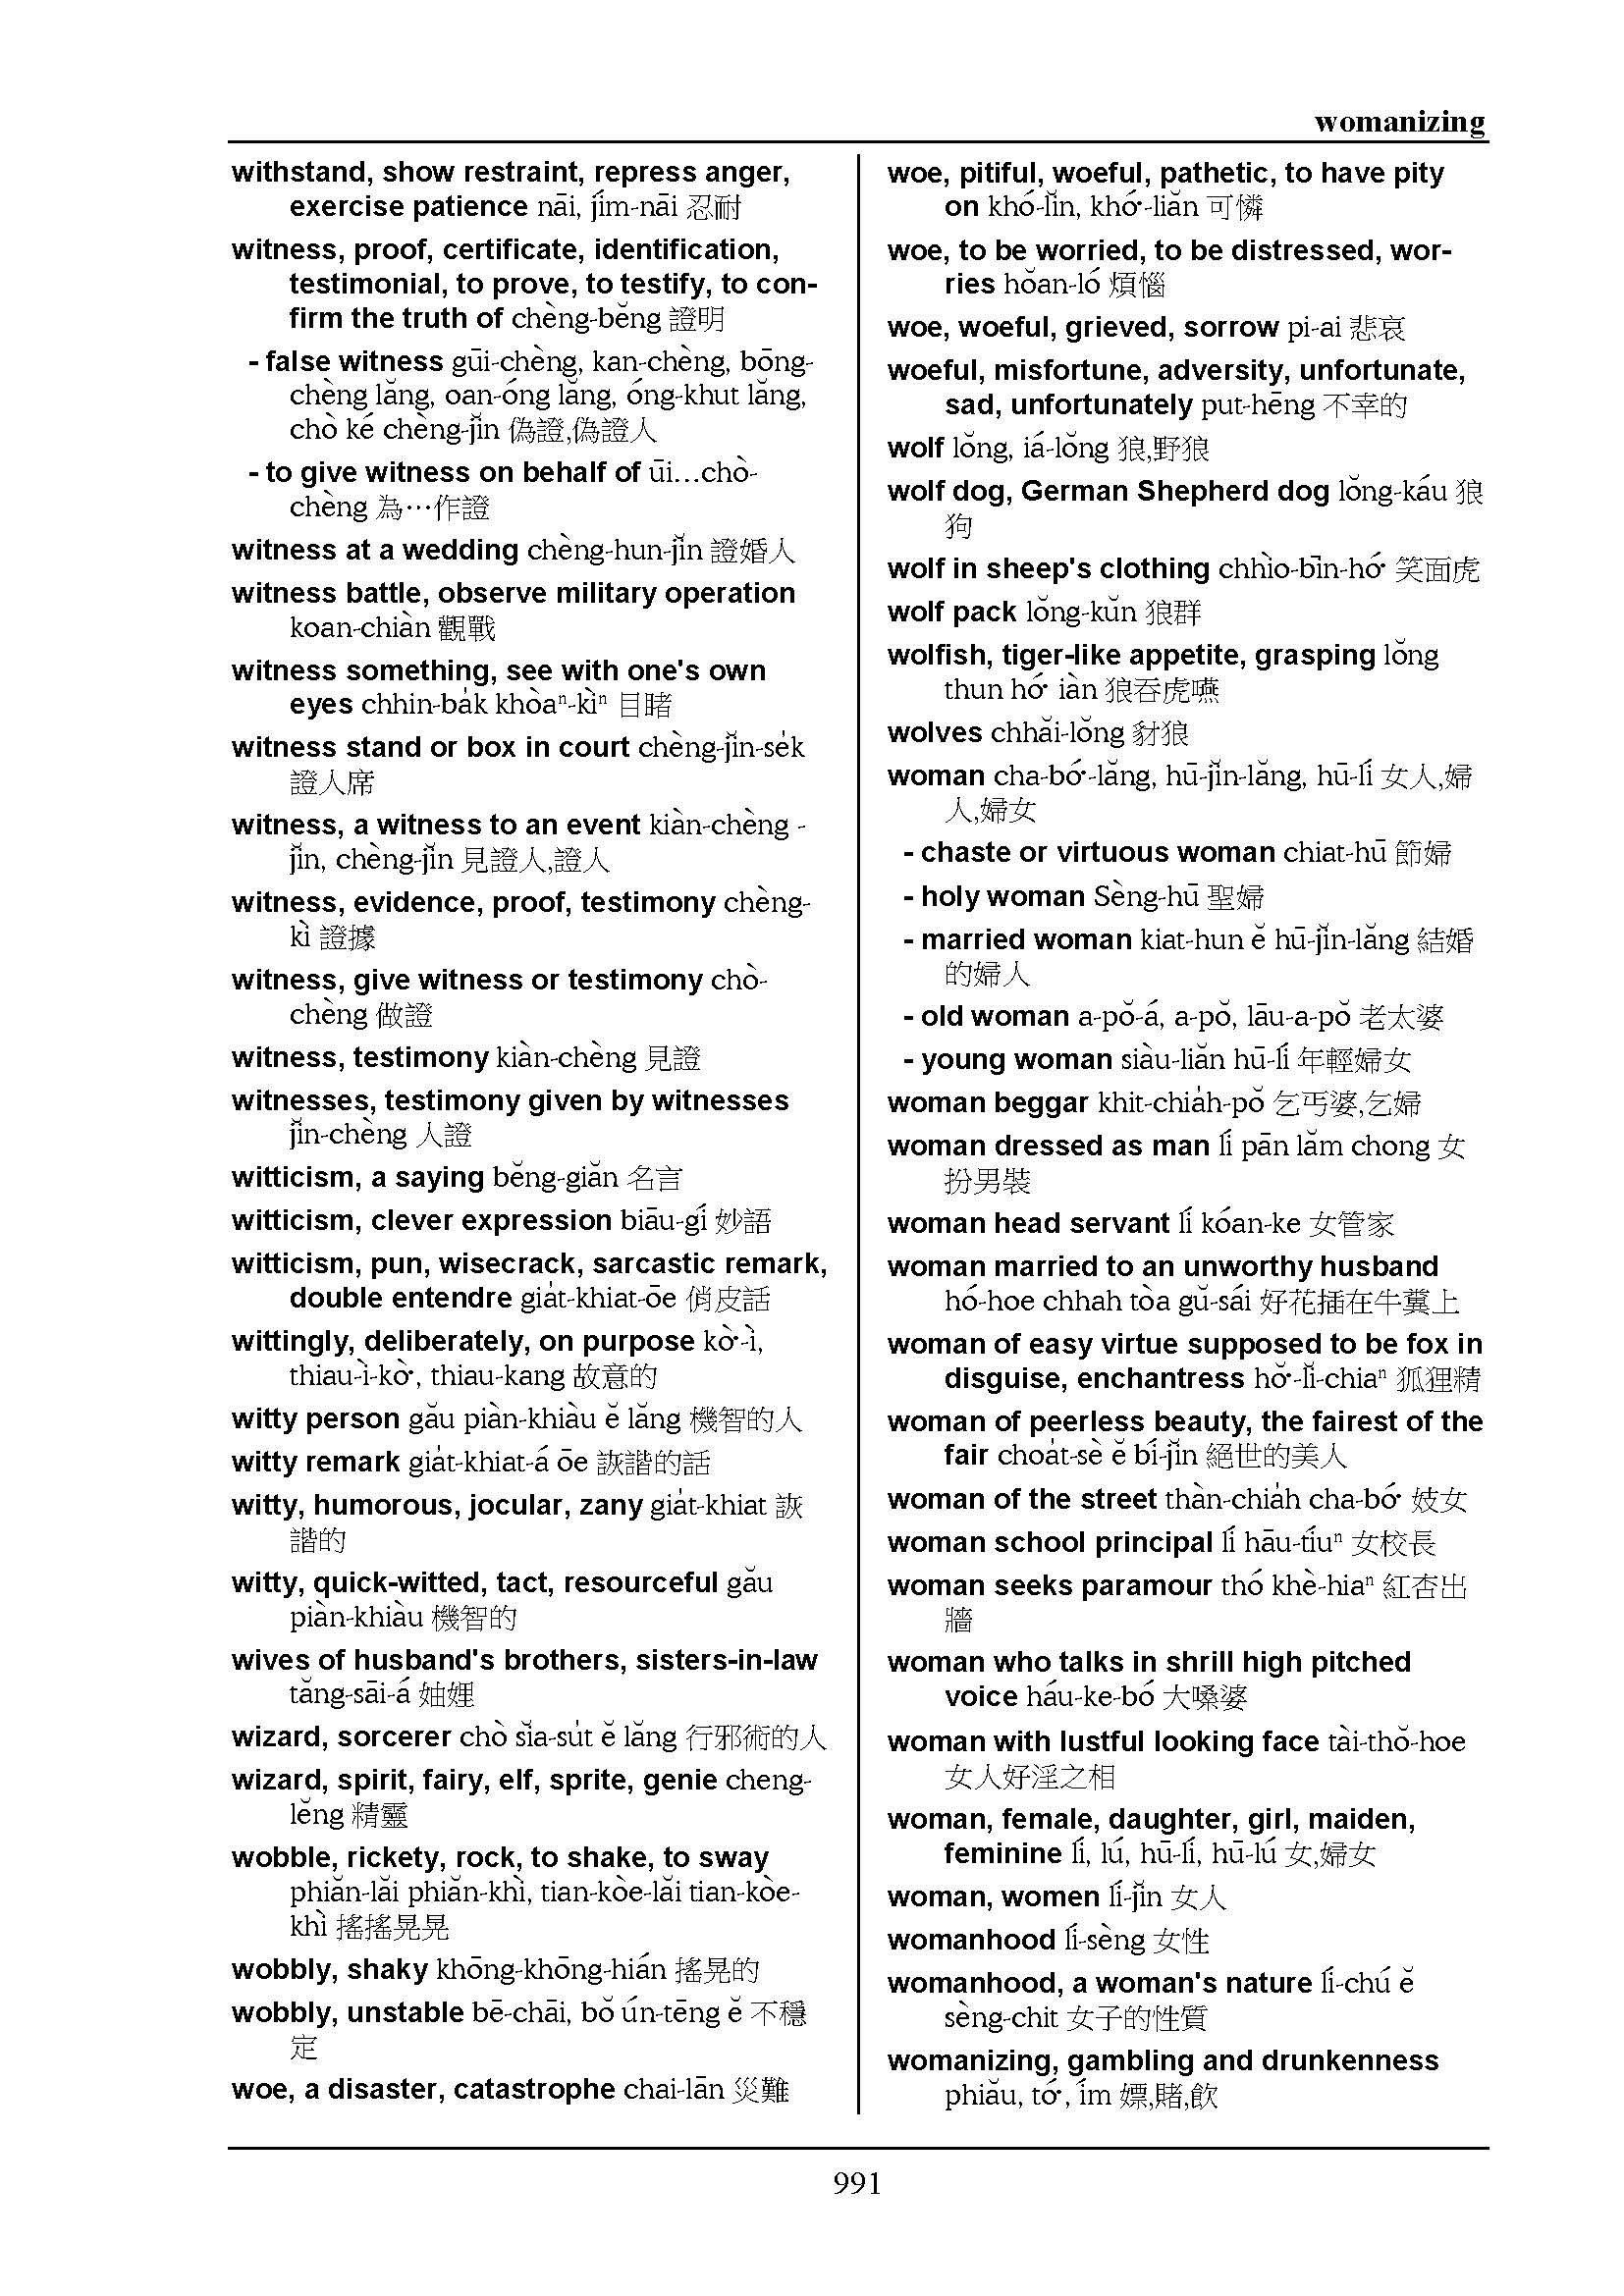 womanizing
withstand, show restraint, repress anger,
exercise patience nāi, jím-nāi 忍耐
witness, proof, certificate, identification,
testimonial, to prove, to testify, to con-
firm the truth of chèng-bĕng 證明
- false witness gūi-chèng, kan-chèng, bōng-
chèng lăng, oan-óng lăng, óng-khut lăng,
chò ké chèng-jĭn 偽證,偽證人
- to give witness on behalf of ūi…chò-
chèng 為…作證
witness at a wedding chèng-hun-jĭn 證婚人
witness battle, observe military operation
koan-chiàn 觀戰
witness something, see with one's own
eyes chhin-ba̍k khòaⁿ-kìⁿ 目睹
witness stand or box in court chèng-jĭn-se̍k
證人席
witness, a witness to an event kiàn-chèng -
jĭn, chèng-jĭn 見證人,證人
witness, evidence, proof, testimony chèng-
kì 證據
witness, give witness or testimony chò-
chèng 做證
witness, testimony kiàn-chèng 見證
witnesses, testimony given by witnesses
jĭn-chèng 人證
witticism, a saying bĕng-giăn 名言
witticism, clever expression biāu-gí 妙語
witticism, pun, wisecrack, sarcastic remark,
double entendre gia̍t-khiat-ōe 俏皮話
wittingly, deliberately, on purpose kò͘-ì,
thiau-ì-kò͘, thiau-kang 故意的
witty person gău piàn-khiàu ĕ lăng 機智的人
witty remark gia̍t-khiat-á ōe 詼諧的話
witty, humorous, jocular, zany gia̍t-khiat 詼
諧的
witty, quick-witted, tact, resourceful gău
piàn-khiàu 機智的
wives of husband's brothers, sisters-in-law
tăng-sāi-á 妯娌
wizard, sorcerer chò sĭa-su̍t ĕ lăng 行邪術的人
wizard, spirit, fairy, elf, sprite, genie cheng-
lĕng 精靈
wobble, rickety, rock, to shake, to sway
phiăn-lăi phiăn-khì, tian-kòe-lăi tian-kòe-
khì 搖搖晃晃
wobbly, shaky khōng-khōng-hián 搖晃的
wobbly, unstable bē-chāi, bŏ ún-tēng ĕ 不穩
定
woe, a disaster, catastrophe chai-lān 災難
woe, pitiful, woeful, pathetic, to have pity
on khó-lĭn, khó͘-liăn 可憐
woe, to be worried, to be distressed, wor-
ries hŏan-ló 煩惱
woe, woeful, grieved, sorrow pi-ai 悲哀
woeful, misfortune, adversity, unfortunate,
sad, unfortunately put-hēng 不幸的
wolf lŏng, iá-lŏng 狼,野狼
wolf dog, German Shepherd dog lŏng-káu 狼
狗
wolf in sheep's clothing chhìo-bīn-hó͘ 笑面虎
wolf pack lŏng-kŭn 狼群
wolfish, tiger-like appetite, grasping lŏng
thun hó͘ iàn 狼吞虎嚥
wolves chhăi-lŏng 豺狼
woman cha-bó͘-lăng, hū-jĭn-lăng, hū-lí 女人,婦
人,婦女
- chaste or virtuous woman chiat-hū 節婦
- holy woman Sèng-hū 聖婦
- married woman kiat-hun ĕ hū-jĭn-lăng 結婚
的婦人
- old woman a-pŏ-á, a-pŏ, lāu-a-pŏ 老太婆
- young woman siàu-liăn hū-lí 年輕婦女
woman beggar khit-chia̍h-pŏ 乞丐婆,乞婦
woman dressed as man lí pān lăm chong 女
扮男裝
woman head servant lí kóan-ke 女管家
woman married to an unworthy husband
hó-hoe chhah tòa gŭ-sái 好花插在牛糞上
woman of easy virtue supposed to be fox in
disguise, enchantress hŏ͘-lĭ-chiaⁿ 狐狸精
woman of peerless beauty, the fairest of the
fair choa̍t-sè ĕ bí-jĭn 絕世的美人
woman of the street thàn-chia̍h cha-bó͘ 妓女
woman school principal lí hāu-tíuⁿ 女校長
woman seeks paramour thó khè-hiaⁿ 紅杏出
牆
woman who talks in shrill high pitched
voice háu-ke-bó 大嗓婆
woman with lustful looking face tài-thŏ-hoe
女人好淫之相
woman, female, daughter, girl, maiden,
feminine lí, lú, hū-lí, hū-lú 女,婦女
woman, women lí-jĭn 女人
womanhood lí-sèng 女性
womanhood, a woman's nature lí-chú ĕ
sèng-chit 女子的性質
womanizing, gambling and drunkenness
phiău, tó͘, ím 嫖,賭,飲
991